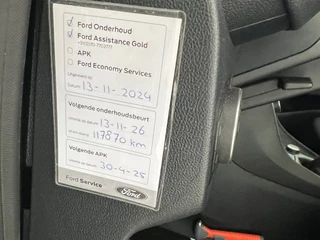 Ford Onderhoud
Ford Assistance Gold
APK
Ford Economy Services
Uitgevoerd op
Datum: 13-11-2024
Volgende onderhoudsbeurt
13-11-26
117870 km
Volgende APK
30-4-25
Ford Service
Ford